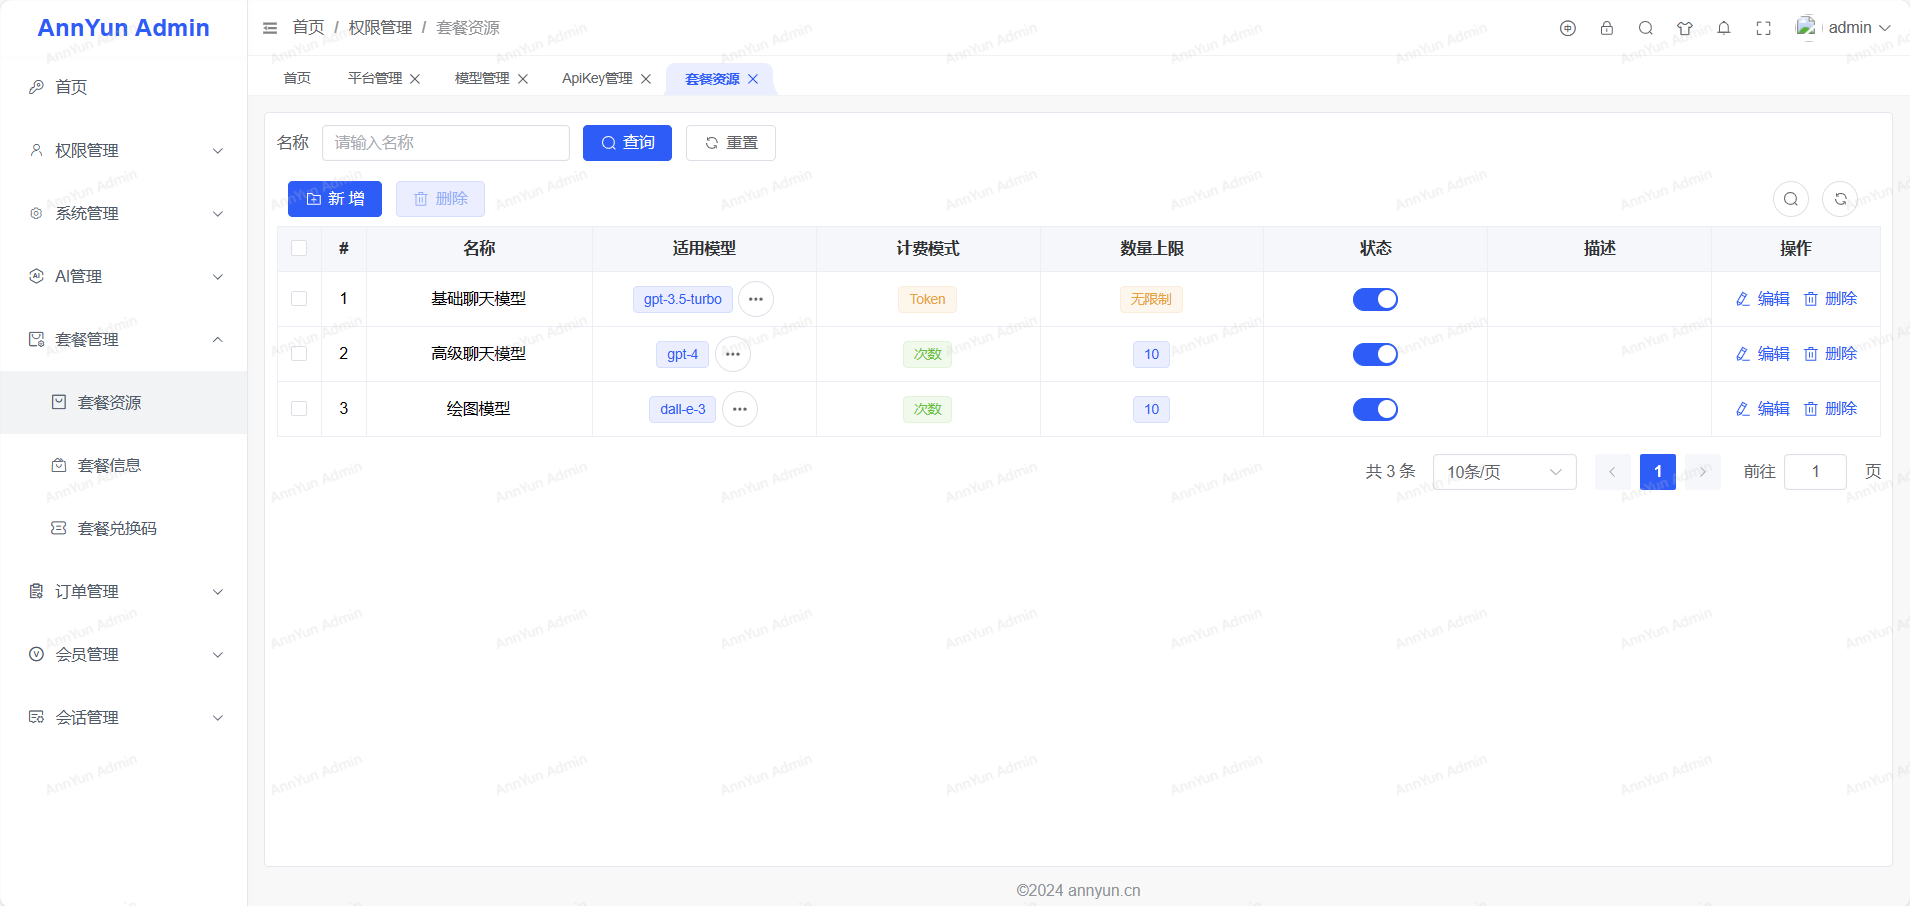 AnnYun Admin
首页 / 权限管理 / 套餐资源
admin
首页 平台管理 模型管理 ApiKey管理 套餐资源
首页
权限管理
系统管理
AI管理
套餐管理
套餐资源
套餐信息
套餐兑换码
订单管理
会员管理
会话管理
名称 请输入名称 查询 重置
新 增 删除
# 名称 适用模型 计费模式 数量上限 状态 描述 操作
1 基础聊天模型 gpt-3.5-turbo Token 无限制 编辑 删除
2 高级聊天模型 gpt-4 次数 10 编辑 删除
3 绘图模型 dall-e-3 次数 10 编辑 删除
共 3 条 10条/页 1 前往 1 页
©2024 annyun.cn